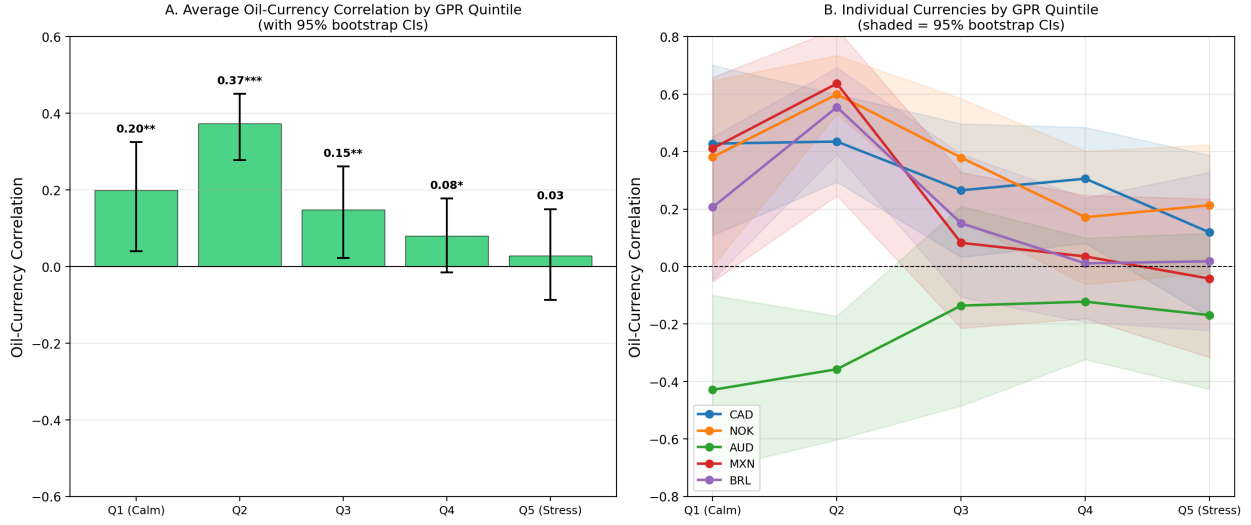 A. Average Oil-Currency Correlation by GPR Quintile
(with 95% bootstrap CIs)
Oil-Currency Correlation
0.6
0.4
0.2
0.0
−0.2
−0.4
−0.6
0.20**
0.37***
0.15**
0.08*
0.03
Q1 (Calm)
Q2
Q3
Q4
Q5 (Stress)
B. Individual Currencies by GPR Quintile
(shaded = 95% bootstrap CIs)
Oil-Currency Correlation
0.8
0.6
0.4
0.2
0.0
−0.2
−0.4
−0.6
−0.8
CAD
NOK
AUD
MXN
BRL
Q1 (Calm)
Q2
Q3
Q4
Q5 (Stress)